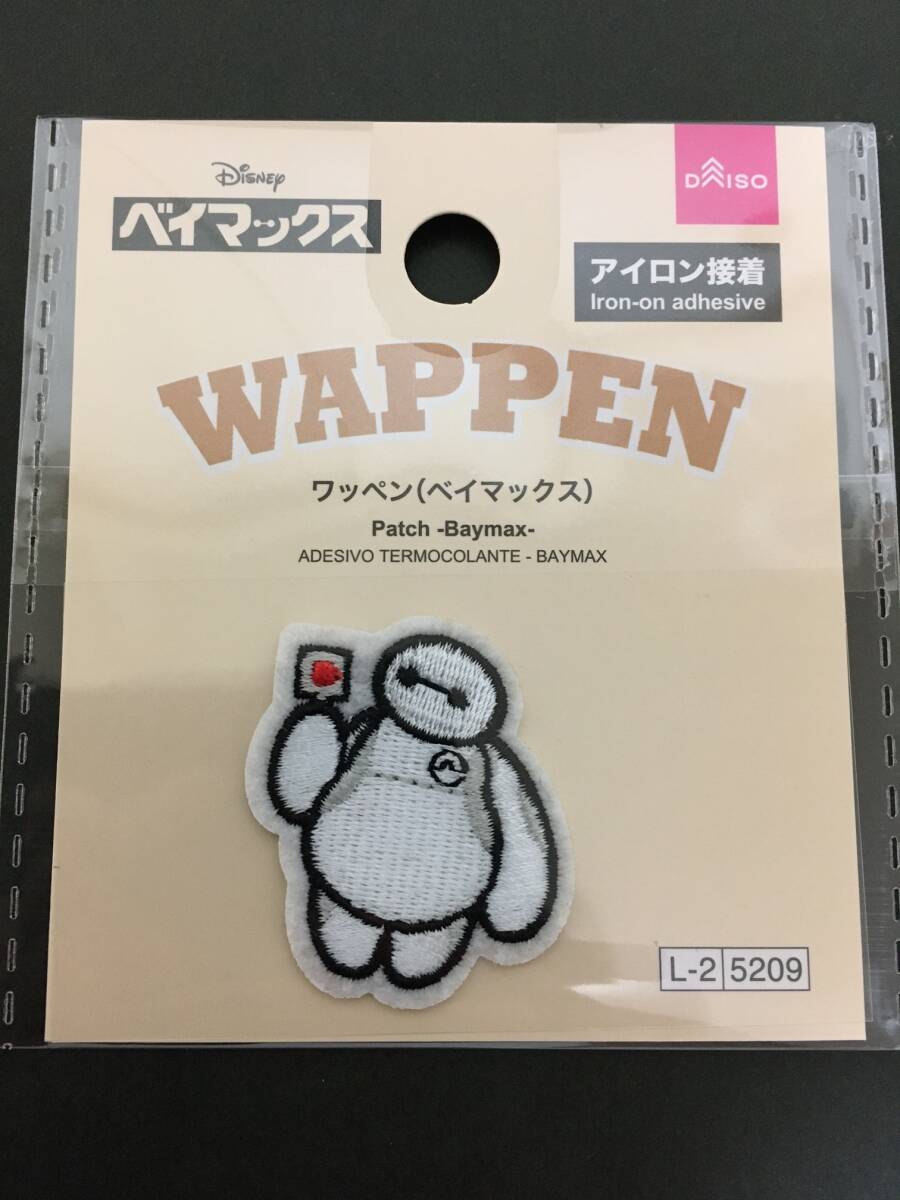 Disney
ベイマックス
DAISO
アイロン接着
Iron-on adhesive
WAPPEN
ワッペン(ベイマックス)
Patch -Baymax-
ADESIVO TERMOCOLANTE - BAYMAX
L-2 5209